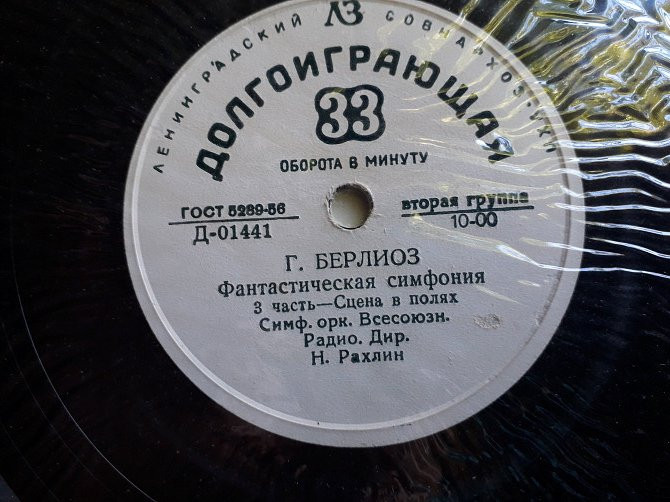 ЛЗ
ЛЕНИНГРАДСКИЙ СОВНАРХОЗ
ДОЛГОИГРАЮЩАЯ
33
ОБОРОТА В МИНУТУ
ГОСТ 5289-56
Д-01441
вторая группа
10-00
Г. БЕРЛИОЗ
Фантастическая симфония
3 часть—Сцена в полях
Симф. орк. Всесоюзн.
Радио. Дир.
Н. Рахлин